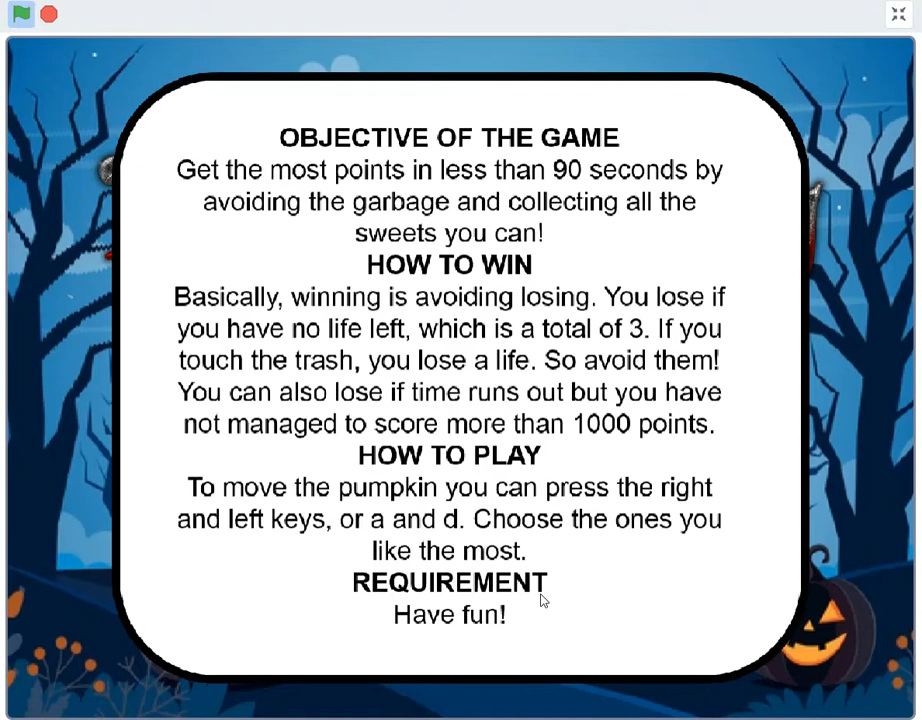 OBJECTIVE OF THE GAME
Get the most points in less than 90 seconds by
avoiding the garbage and collecting all the
sweets you can!
HOW TO WIN
Basically, winning is avoiding losing. You lose if
you have no life left, which is a total of 3. If you
touch the trash, you lose a life. So avoid them!
You can also lose if time runs out but you have
not managed to score more than 1000 points.
HOW TO PLAY
To move the pumpkin you can press the right
and left keys, or a and d. Choose the ones you
like the most.
REQUIREMENT
Have fun!